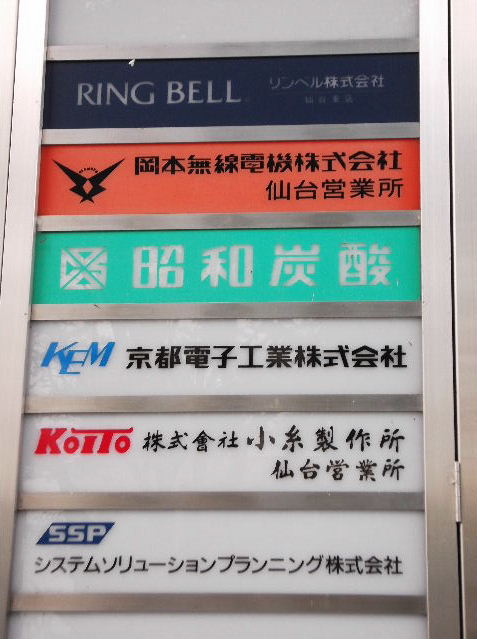 RING BELL リンベル株式会社
仙台支店
岡本無線電機株式会社
仙台営業所
昭和炭酸
KEM 京都電子工業株式会社
KOITO 株式會社小糸製作所
仙台営業所
SSP
システムソリューションプランニング株式会社